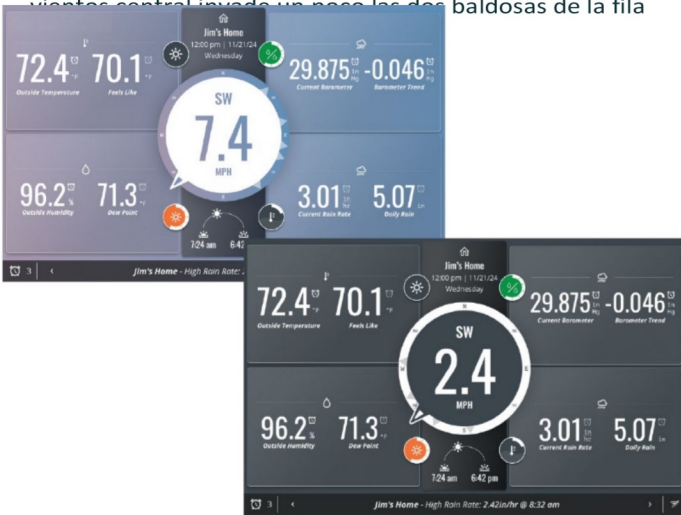 vientos central invade un poco las dos baldosas de la fila
Jim's Home
12:00 pm | 11/21/24
Wednesday
72.4 °F 70.1 °F
Outside Temperature Feels Like
29.875 In Hg -0.046 In Hg
Current Barometer Barometer Trend
SW
7.4
MPH
96.2 % 71.3 °F
Outside Humidity Dew Point
3.01 in hr 5.07 in
Current Rain Rate Daily Rain
7:24 am 6:42
3 ‹ Jim's Home - High Rain Rate:
Jim's Home
12:00 pm | 11/21/24
Wednesday
72.4 °F 70.1 °F
Outside Temperature Feels Like
29.875 In Hg -0.046 In Hg
Current Barometer Barometer Trend
SW
2.4
MPH
96.2 % 71.3 °F
Outside Humidity Dew Point
3.01 in hr 5.07 in
Current Rain Rate Daily Rain
7:24 am 6:42 pm
3 ‹ Jim's Home - High Rain Rate: 2.42in/hr @ 8:32 am ›